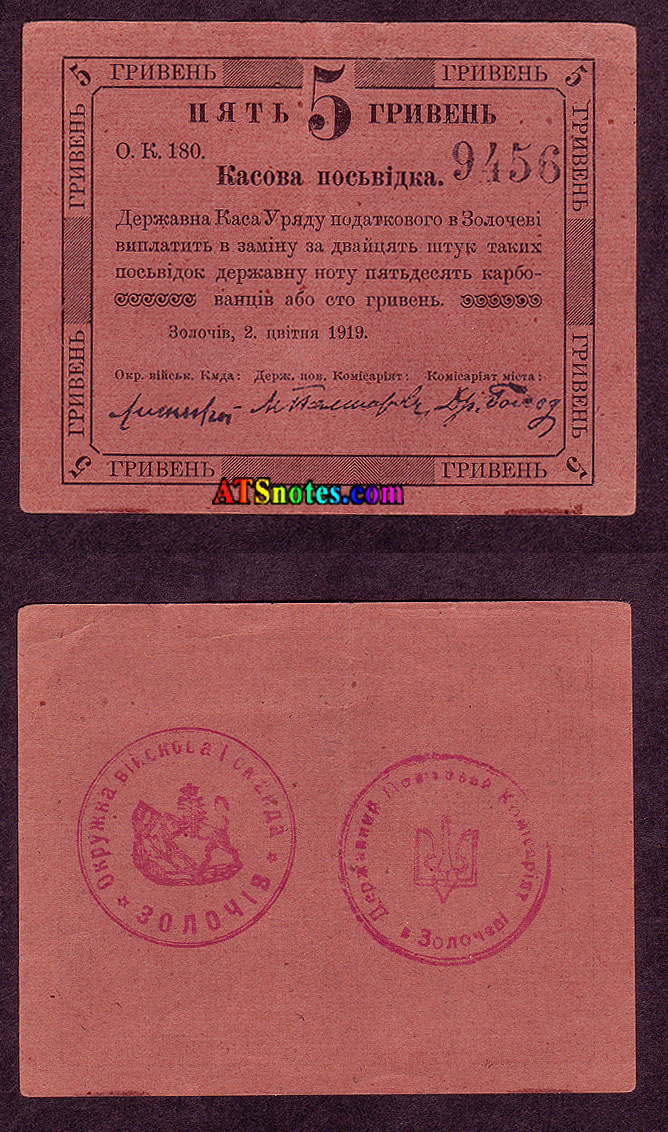 5 ГРИВЕНЬ 5 ГРИВЕНЬ 5
ГРИВЕНЬ
ГРИВЕНЬ
ПЯТЬ ГРИВЕНЬ
О. К. 180.
9456
Касова посьвідка.
Державна Каса Уряду податкового в Золочеві
виплатить в заміну за двайцять штук таких
посьвідок державну ноту пятьдесять карбо-
ванців або сто гривень.
Золочів, 2. цвітня 1919.
Окр. військ. Кмда: Держ. пов. Комісаріят: Комісаріят міста:
ГРИВЕНЬ
ГРИВЕНЬ
5 ГРИВЕНЬ ГРИВЕНЬ 5
ATSnotes.com
Окружна військова Команда
ЗОЛОЧІВ
Державний Повітовий Комісаріят
в Золочеві